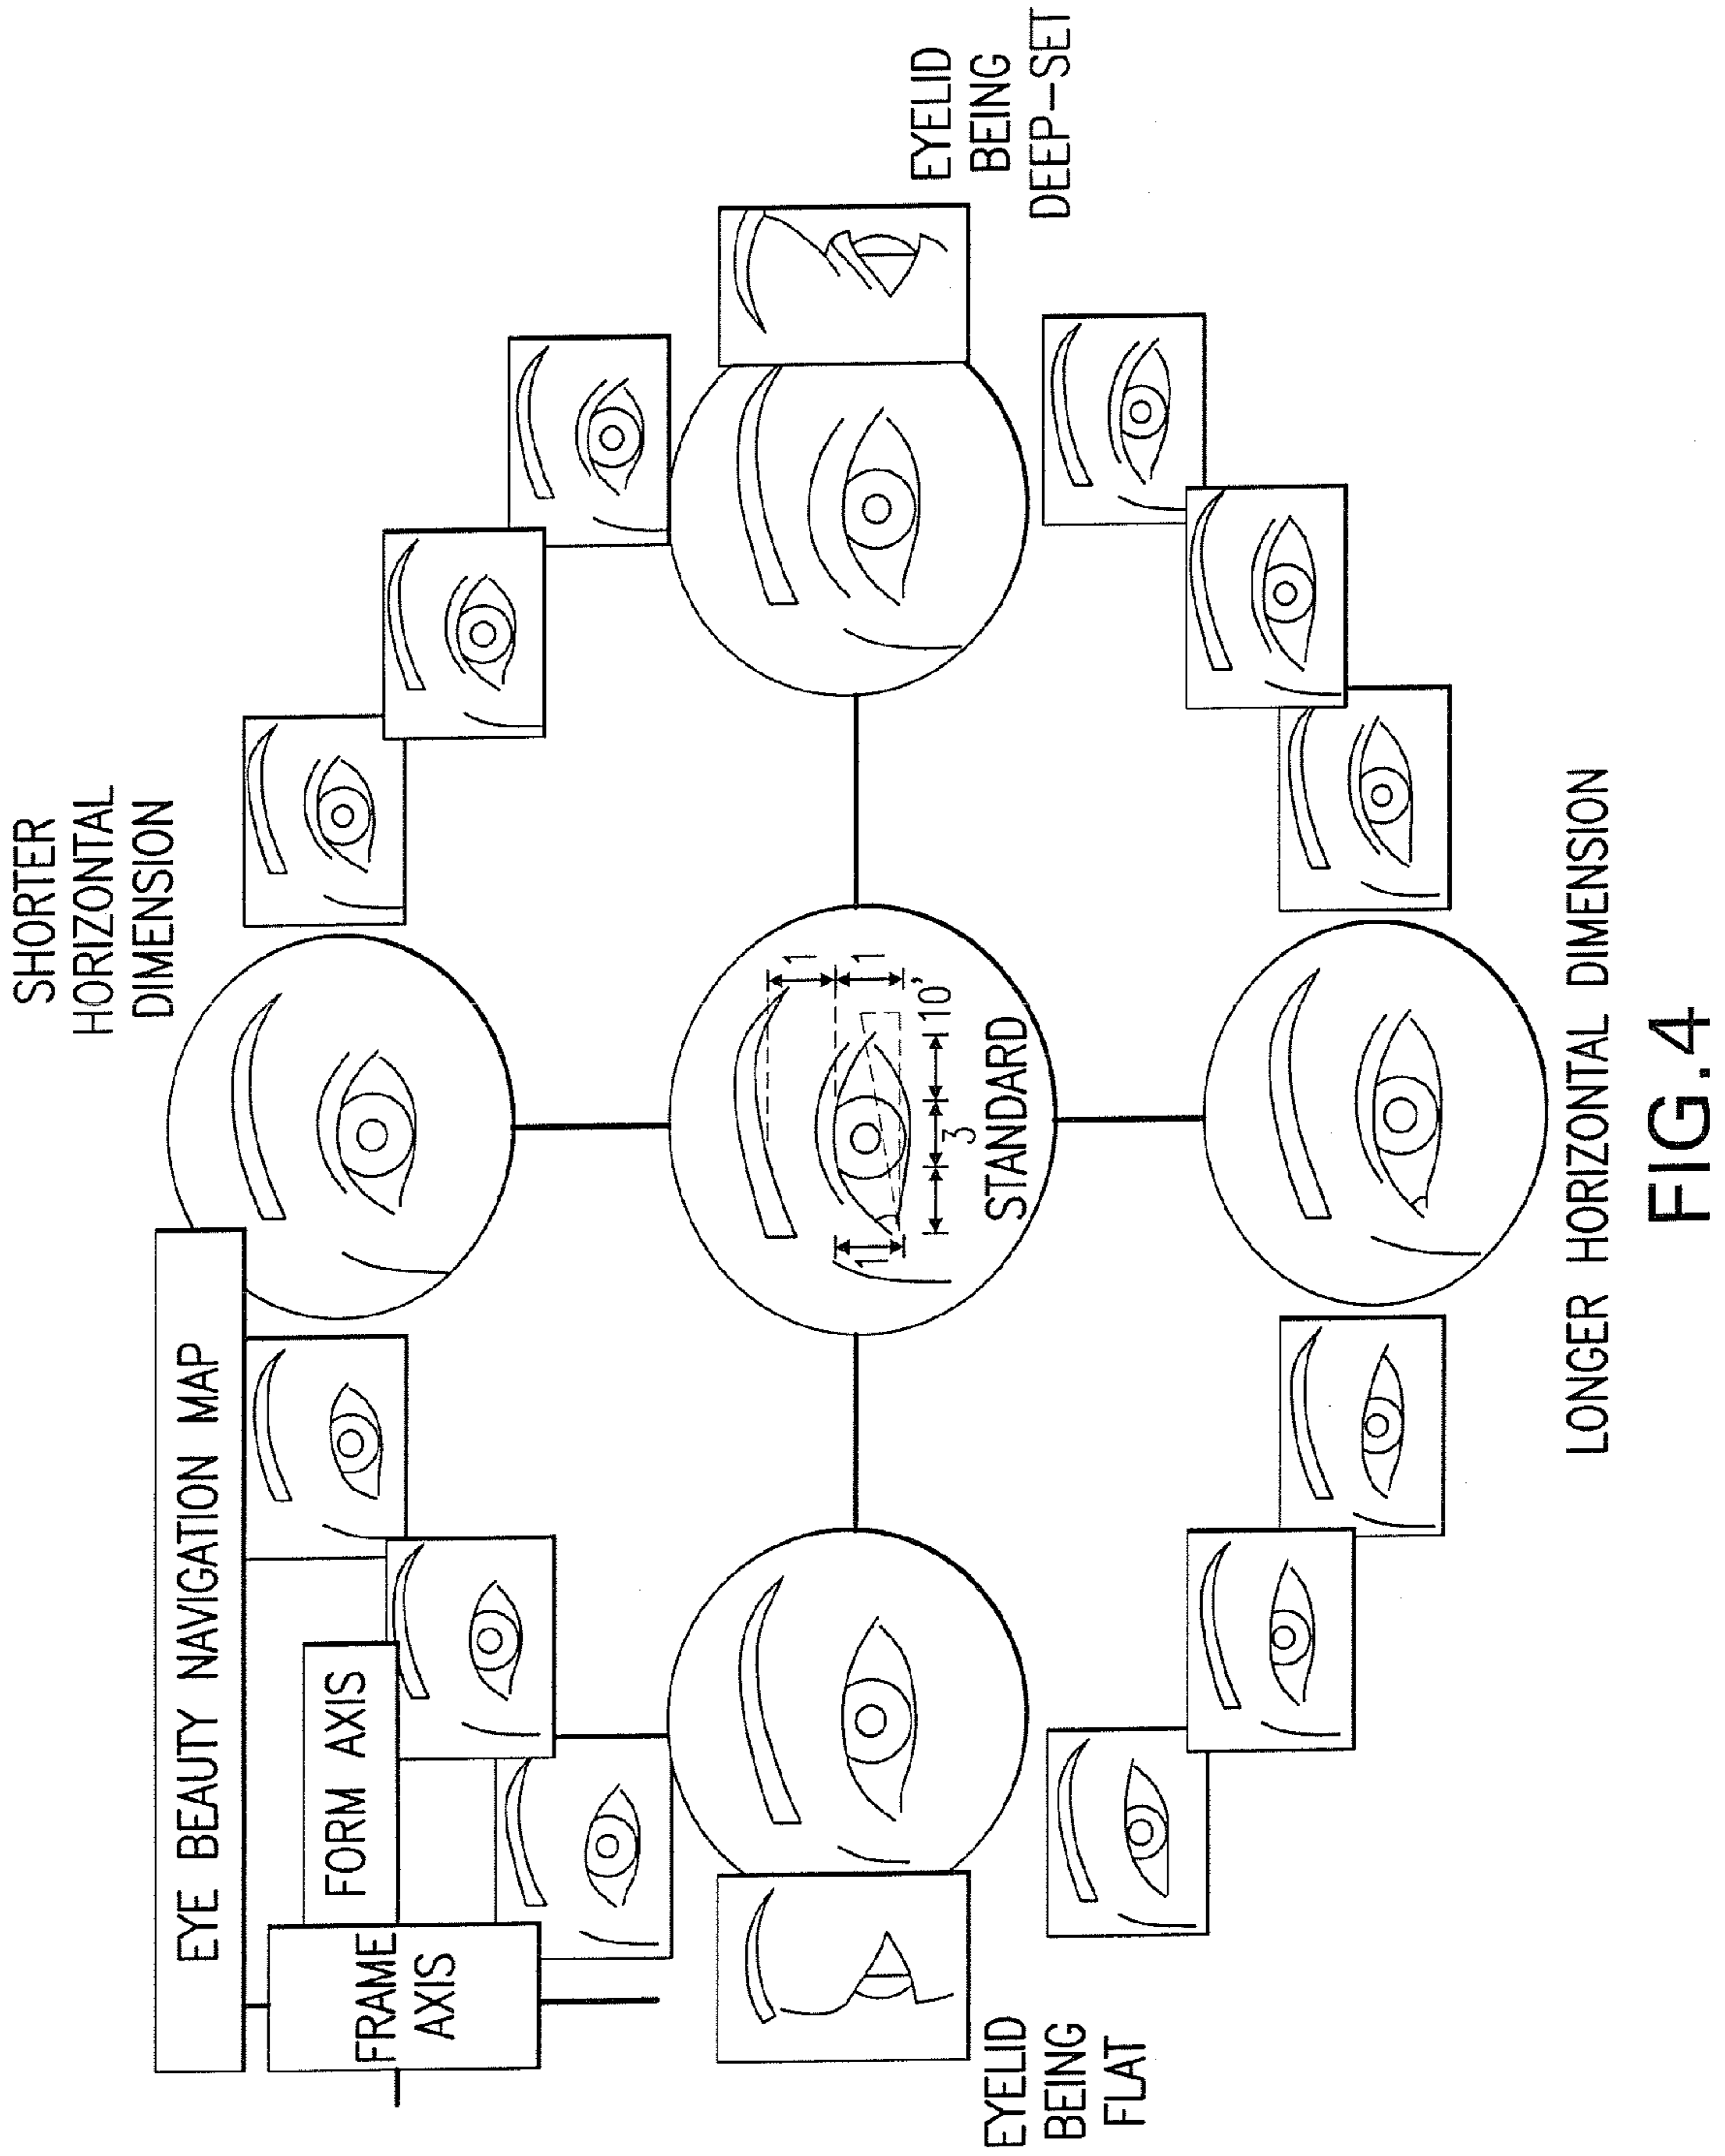 EYE BEAUTY NAVIGATION MAP
FRAME
AXIS
FORM AXIS
SHORTER
HORIZONTAL
DIMENSION
EYELID
BEING
FLAT
1
1
1
3
10'
STANDARD
EYELID
BEING
DEEP-SET
LONGER HORIZONTAL DIMENSION
FIG.4